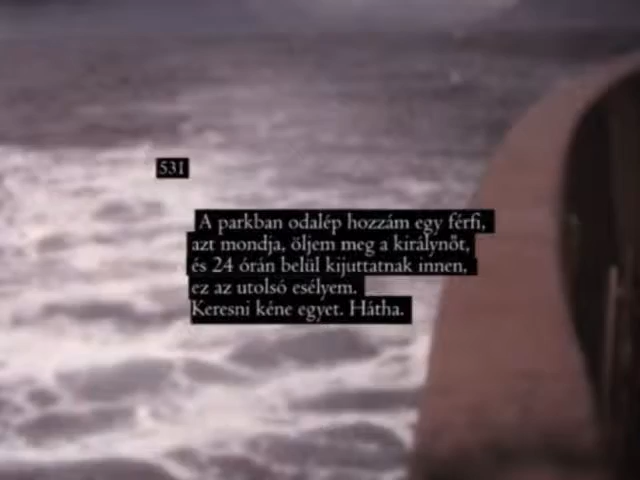 531
A parkban odalép hozzám egy férfi,
azt mondja, öljem meg a királynőt,
és 24 órán belül kijuttatnak innen,
ez az utolsó esélyem.
Keresni kéne egyet. Hátha.